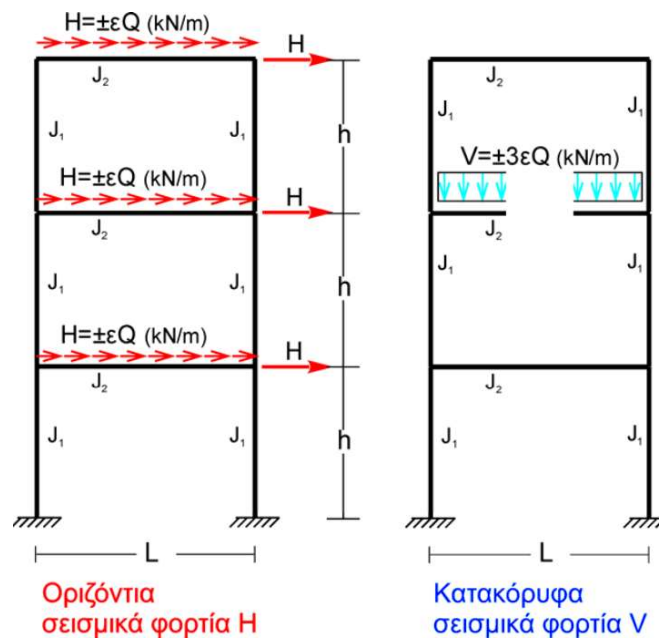 H=±εQ (kN/m)
H
J₂
J₁
J₁
h
H=±εQ (kN/m)
H
J₂
J₁
J₁
h
H=±εQ (kN/m)
H
J₂
J₁
J₁
h
L
Οριζόντια
σεισμικά φορτία H
J₂
J₁
J₁
V=±3εQ (kN/m)
J₂
J₁
J₁
J₂
J₁
J₁
L
Κατακόρυφα
σεισμικά φορτία V